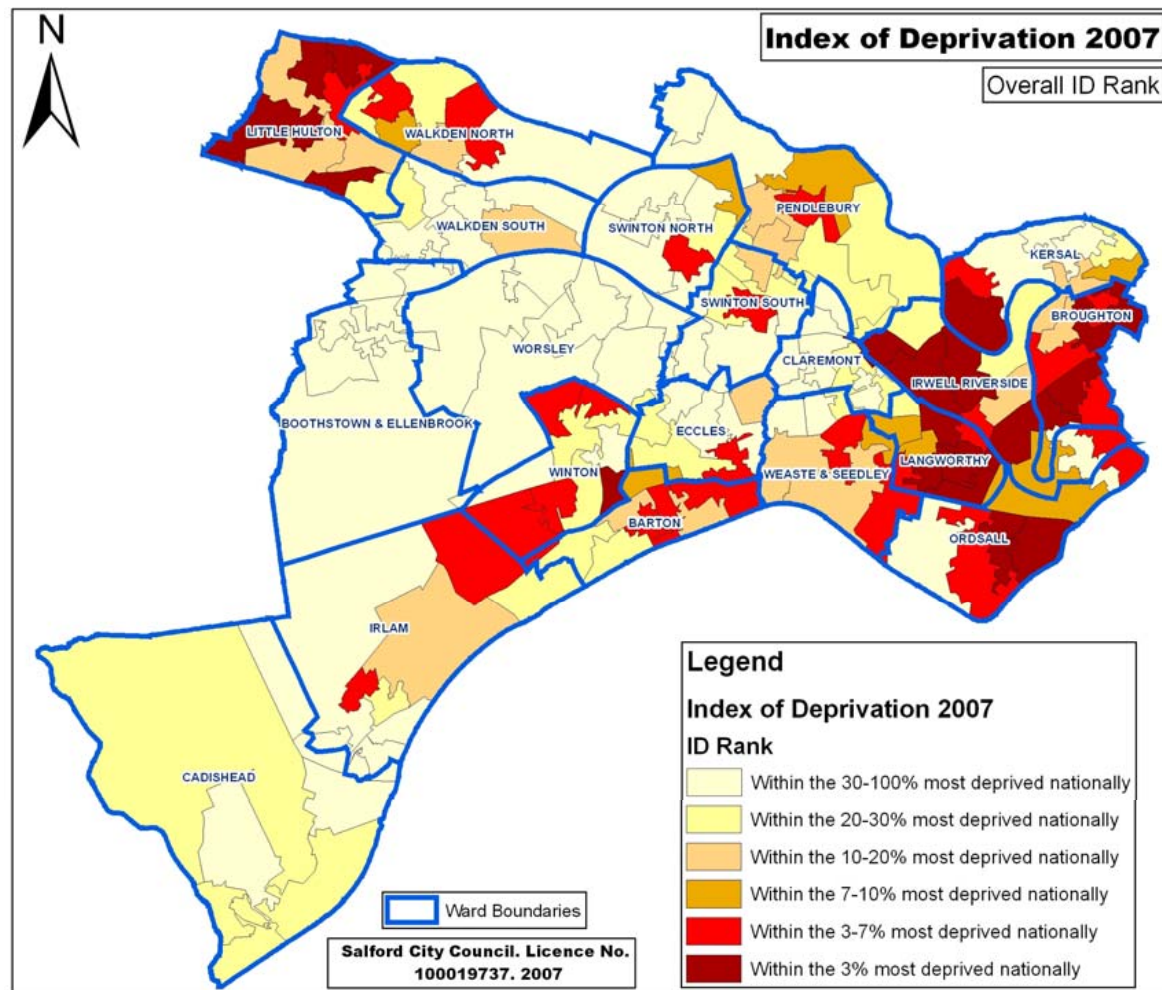 N
Index of Deprivation 2007
Overall ID Rank
LITTLE HULTON
WALKDEN NORTH
WALKDEN SOUTH
SWINTON NORTH
PENDLEBURY
KERSAL
SWINTON SOUTH
BROUGHTON
WORSLEY
CLAREMONT
IRWELL RIVERSIDE
BOOTHSTOWN & ELLENBROOK
ECCLES
WINTON
WEASTE & SEEDLEY
LANGWORTHY
BARTON
ORDSALL
IRLAM
CADISHEAD
Legend
Index of Deprivation 2007
ID Rank
Within the 30-100% most deprived nationally
Within the 20-30% most deprived nationally
Within the 10-20% most deprived nationally
Within the 7-10% most deprived nationally
Within the 3-7% most deprived nationally
Within the 3% most deprived nationally
Ward Boundaries
Salford City Council. Licence No.
100019737. 2007